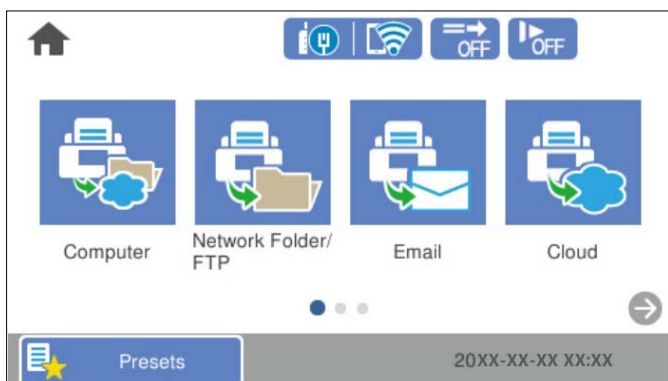 OFF
OFF
Computer
Network Folder/
FTP
Email
Cloud
Presets
20XX-XX-XX XX:XX